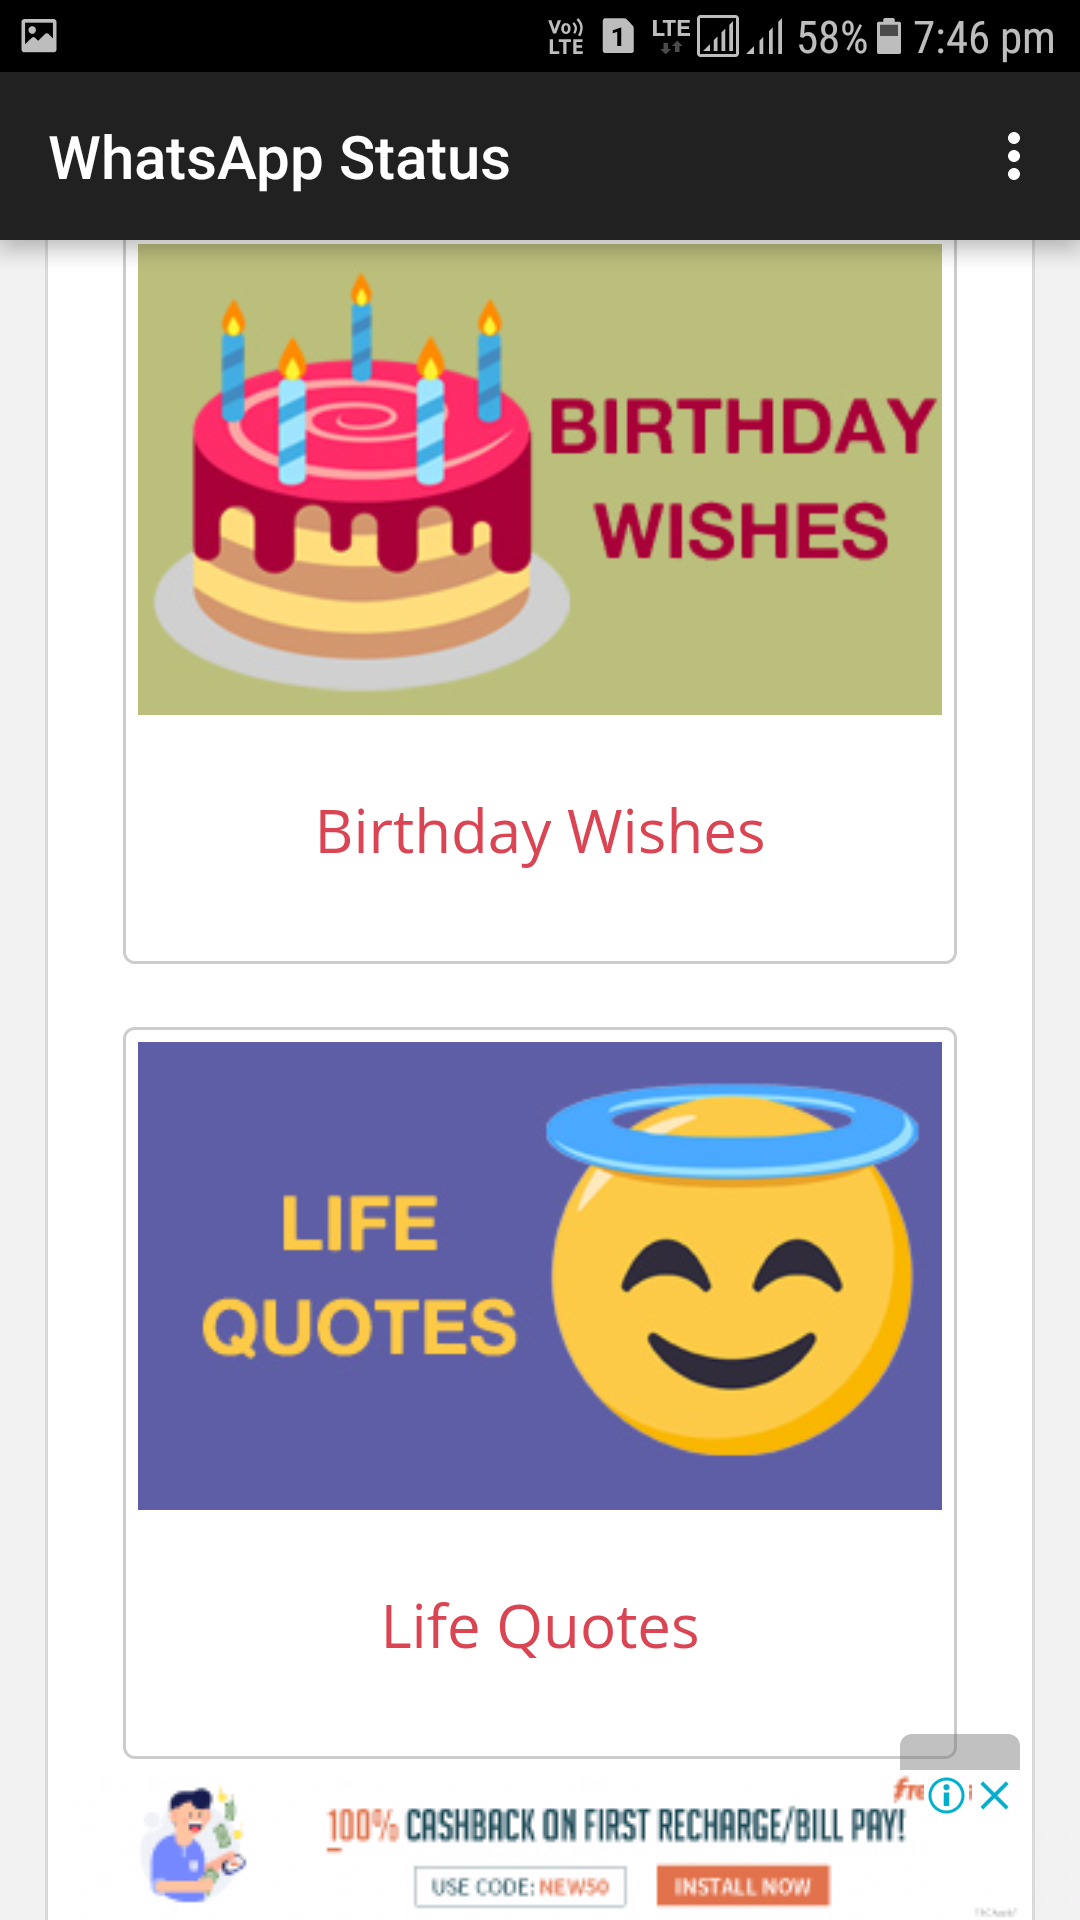 Vo)) LTE 1 LTE 58% 7:46 pm
WhatsApp Status
BIRTHDAY
WISHES
Birthday Wishes
LIFE
QUOTES
Life Quotes
100% CASHBACK ON FIRST RECHARGE/BILL PAY!
USE CODE: NEW50 INSTALL NOW